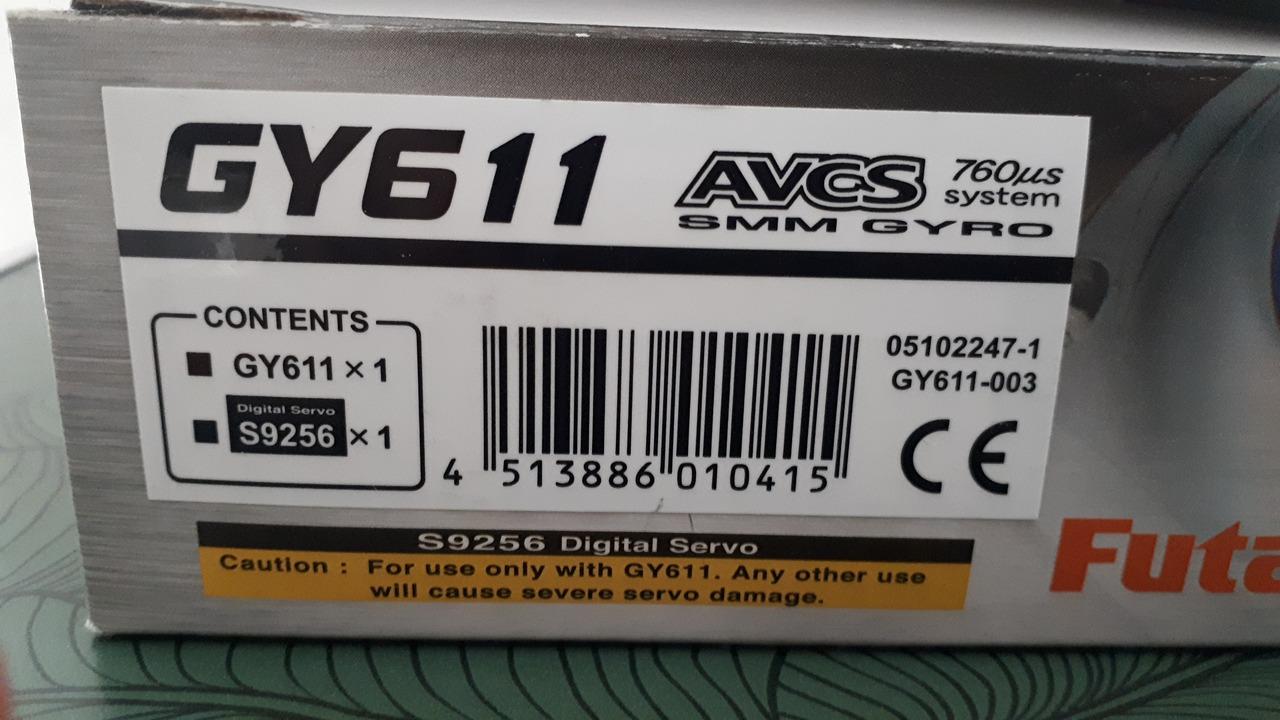 GY611
AVCS 760µs
system
SMM GYRO
CONTENTS
GY611 × 1
Digital Servo
S9256 × 1
4 513886 010415
05102247-1
GY611-003
CE
S9256 Digital Servo
Caution : For use only with GY611. Any other use
will cause severe servo damage.
Futa